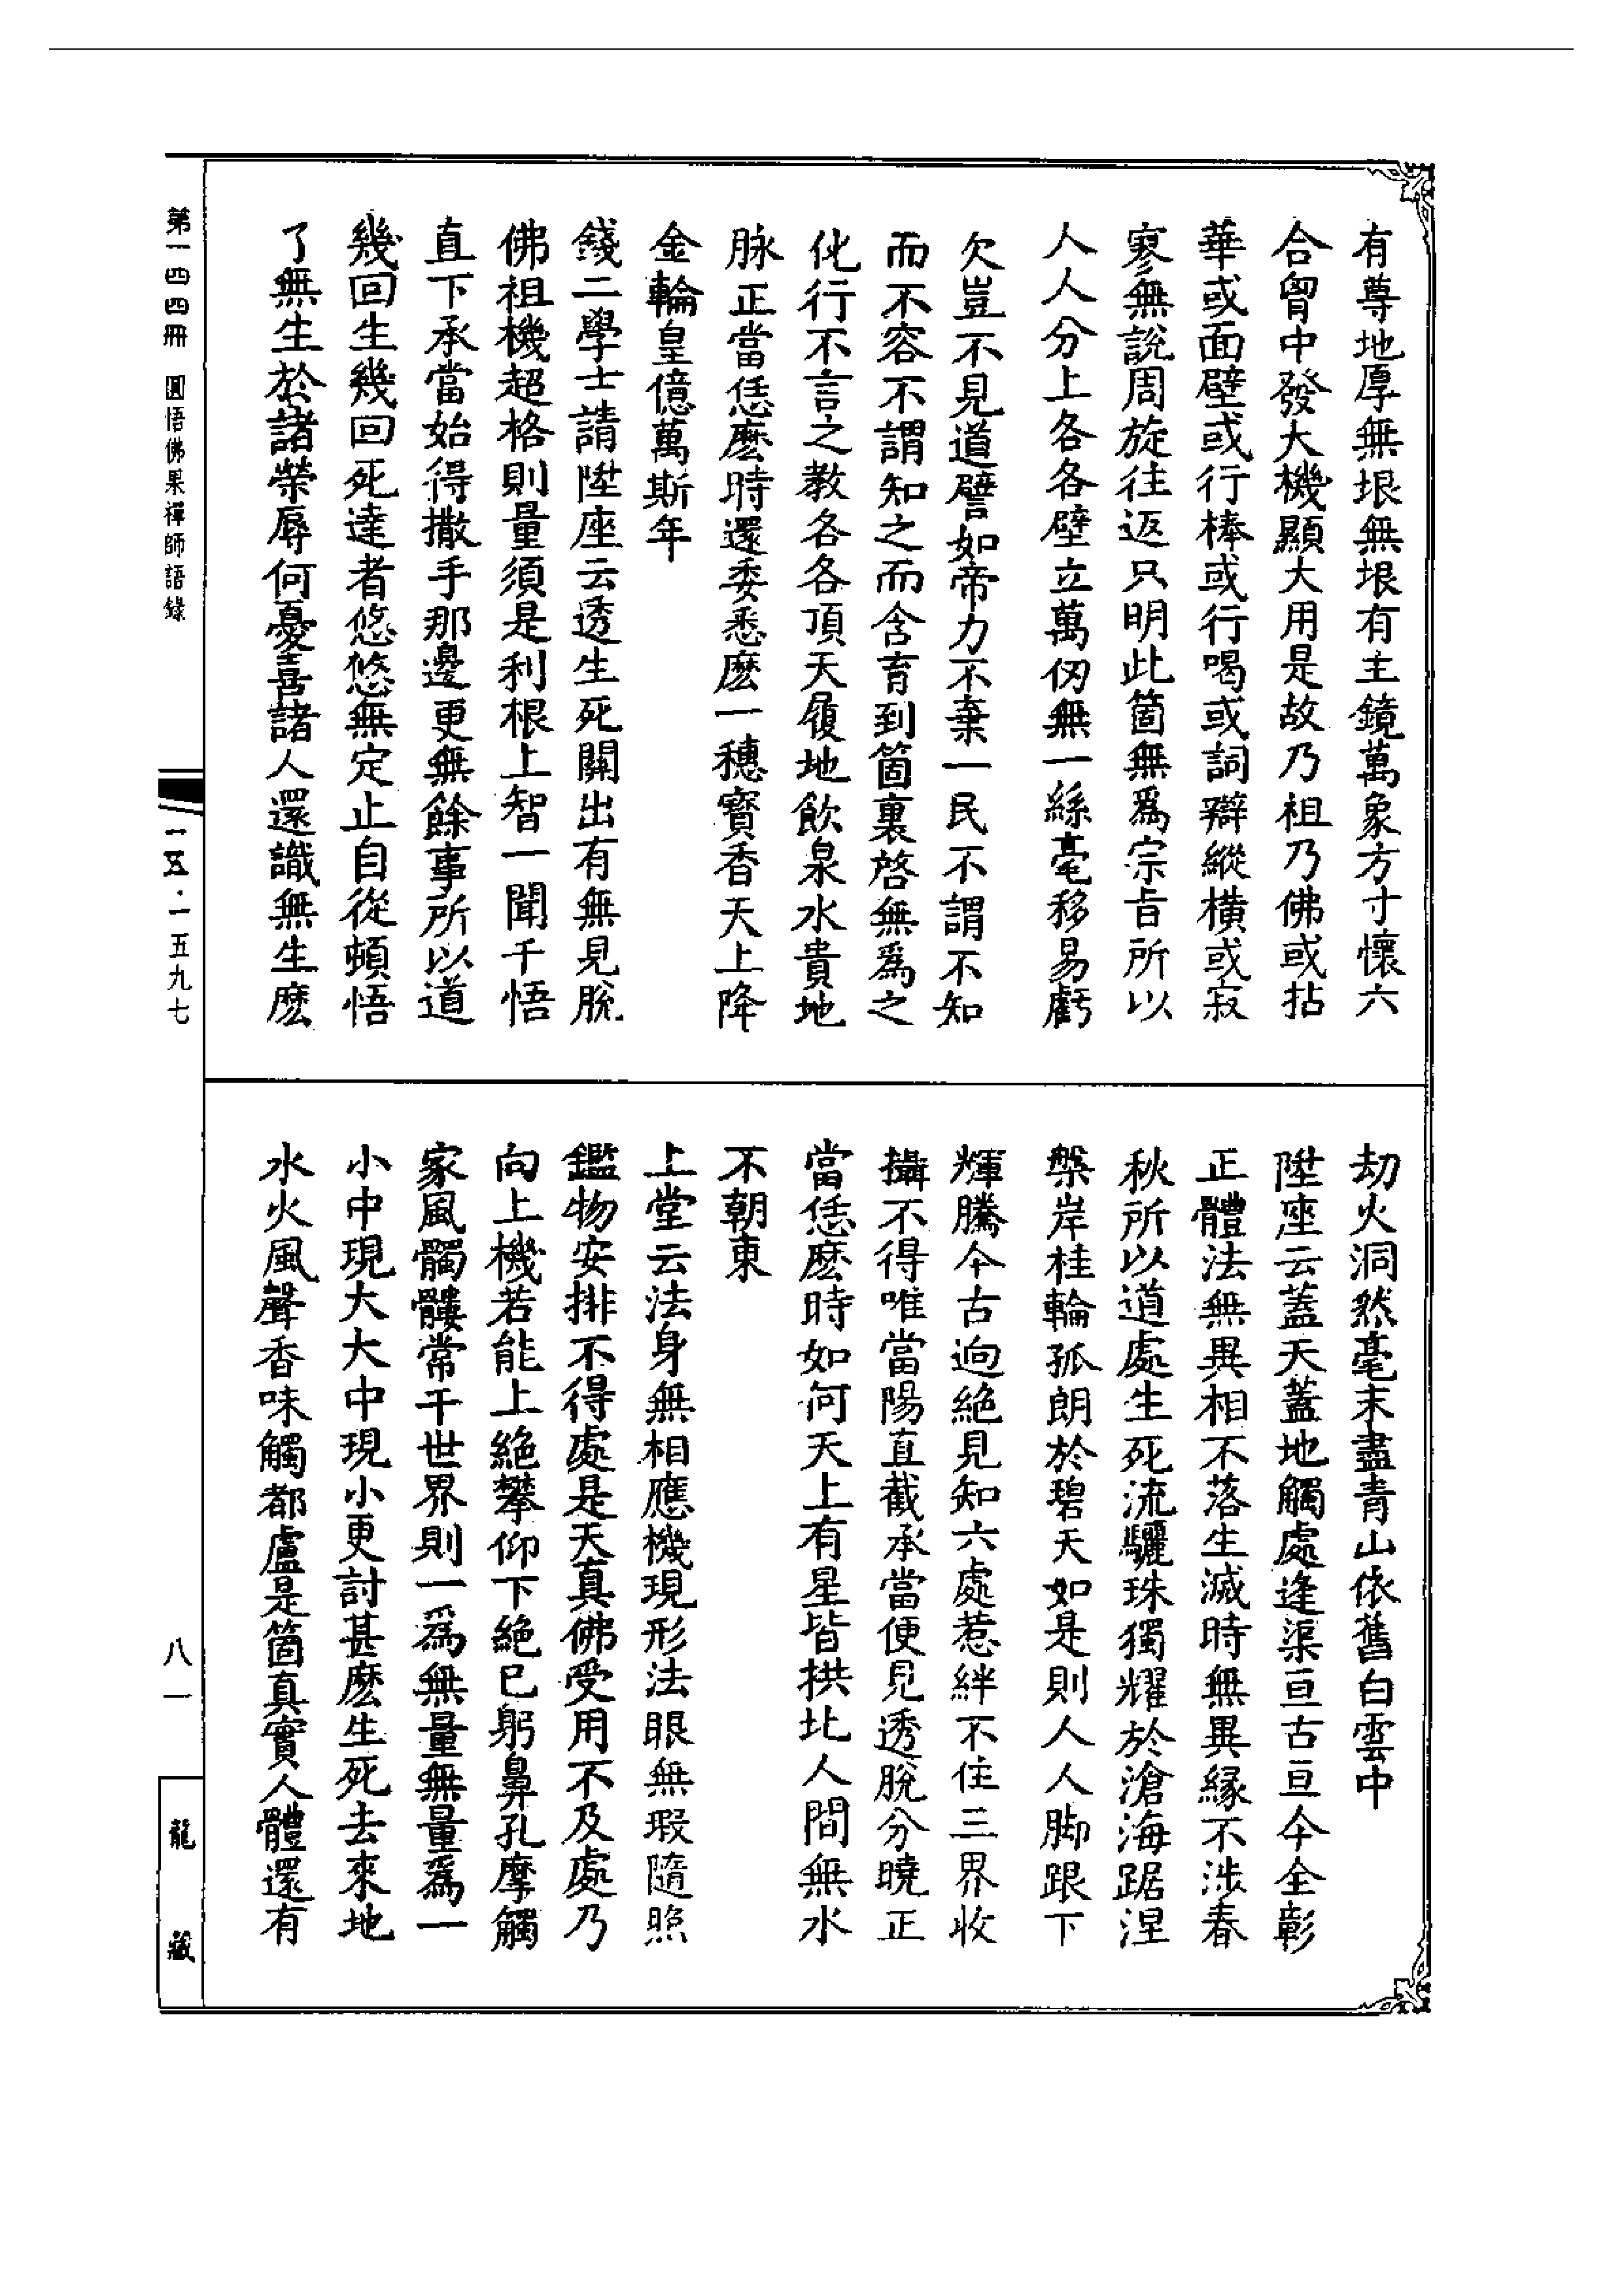 有尊地厚無垠無垠有主鏡萬象方寸懷六
合胷中發大機顯大用是故乃祖乃佛或拈
華或面壁或行棒或行喝或詞辯縱橫或寂
寥無說周旋往返只明此箇無爲宗旨所以
人人分上各各壁立萬仞無一絲毫移易虧
欠豈不見道譬如帝力不棄一民不謂不知
而不容不謂知之而含育到箇裏啓無爲之
化行不言之教各各頂天履地飲泉水貴地
脉正當恁麽時還委悉麽一穗寳香天上降
金輪皇億萬斯年
錢二學士請陞座云透生死關出有無見脫
佛祖機超格則量須是利根上智一聞千悟
直下承當始得撒手那邊更無餘事所以道
幾回生幾回死達者悠悠無定止自從頓悟
了無生於諸榮辱何憂喜諸人還識無生麽
劫火洞然毫末盡青山依舊白雲中
陞座云蓋天蓋地觸處逢渠亘古亘今全彰
正體法無異相不落生滅時無異緣不涉春
秋所以道處生死流驪珠獨耀於滄海踞涅
槃岸桂輪孤朗於碧天如是則人人脚跟下
輝騰今古逈絶見知六處惹絆不住三界收
攝不得唯當陽直截承當便見透脫分曉正
當恁麽時如何天上有星皆拱北人間無水
不朝東
上堂云法身無相應機現形法眼無瑕隨照
鑑物安排不得處是天真佛受用不及處乃
向上機若能上絶攀仰下絶已躬鼻孔摩觸
家風髑髏常干世界則一爲無量無量爲一
小中現大大中現小更討甚麽生死去來地
水火風聲香味觸都盧是箇真實人體還有
第一四四冊 圓悟佛果禪師語錄
一五·一五九七
八一
龍藏